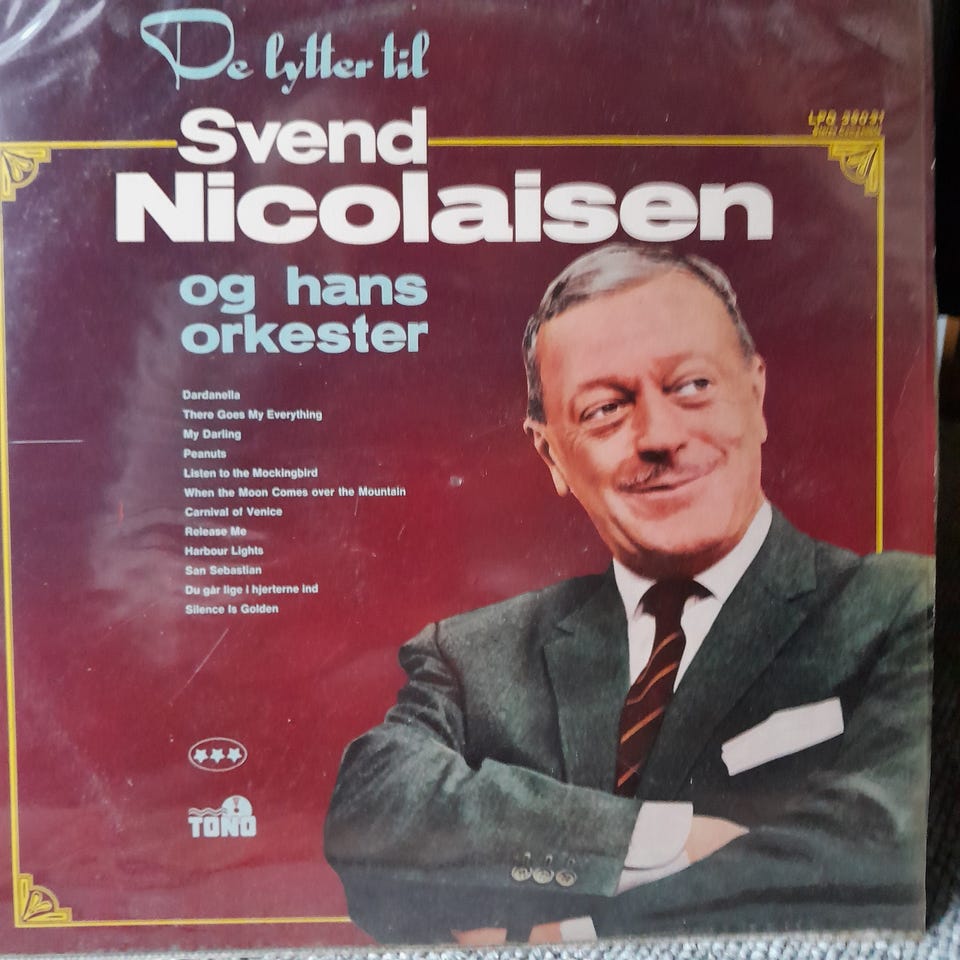 De lytter til
Svend
Nicolaisen
og hans
orkester
Dardanella
There Goes My Everything
My Darling
Peanuts
Listen to the Mockingbird
When the Moon Comes over the Mountain
Carnival of Venice
Release Me
Harbour Lights
San Sebastian
Du går lige i hjerterne ind
Silence Is Golden
TONO